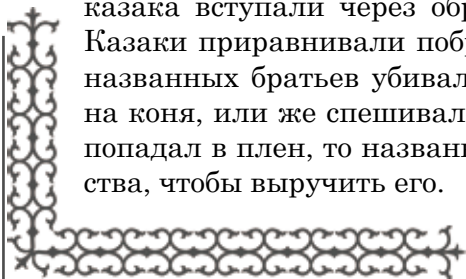 казака вступали через обр
Казаки приравнивали побр
названных братьев убивал
на коня, или же спешивал
попадал в плен, то названн
ства, чтобы выручить его.